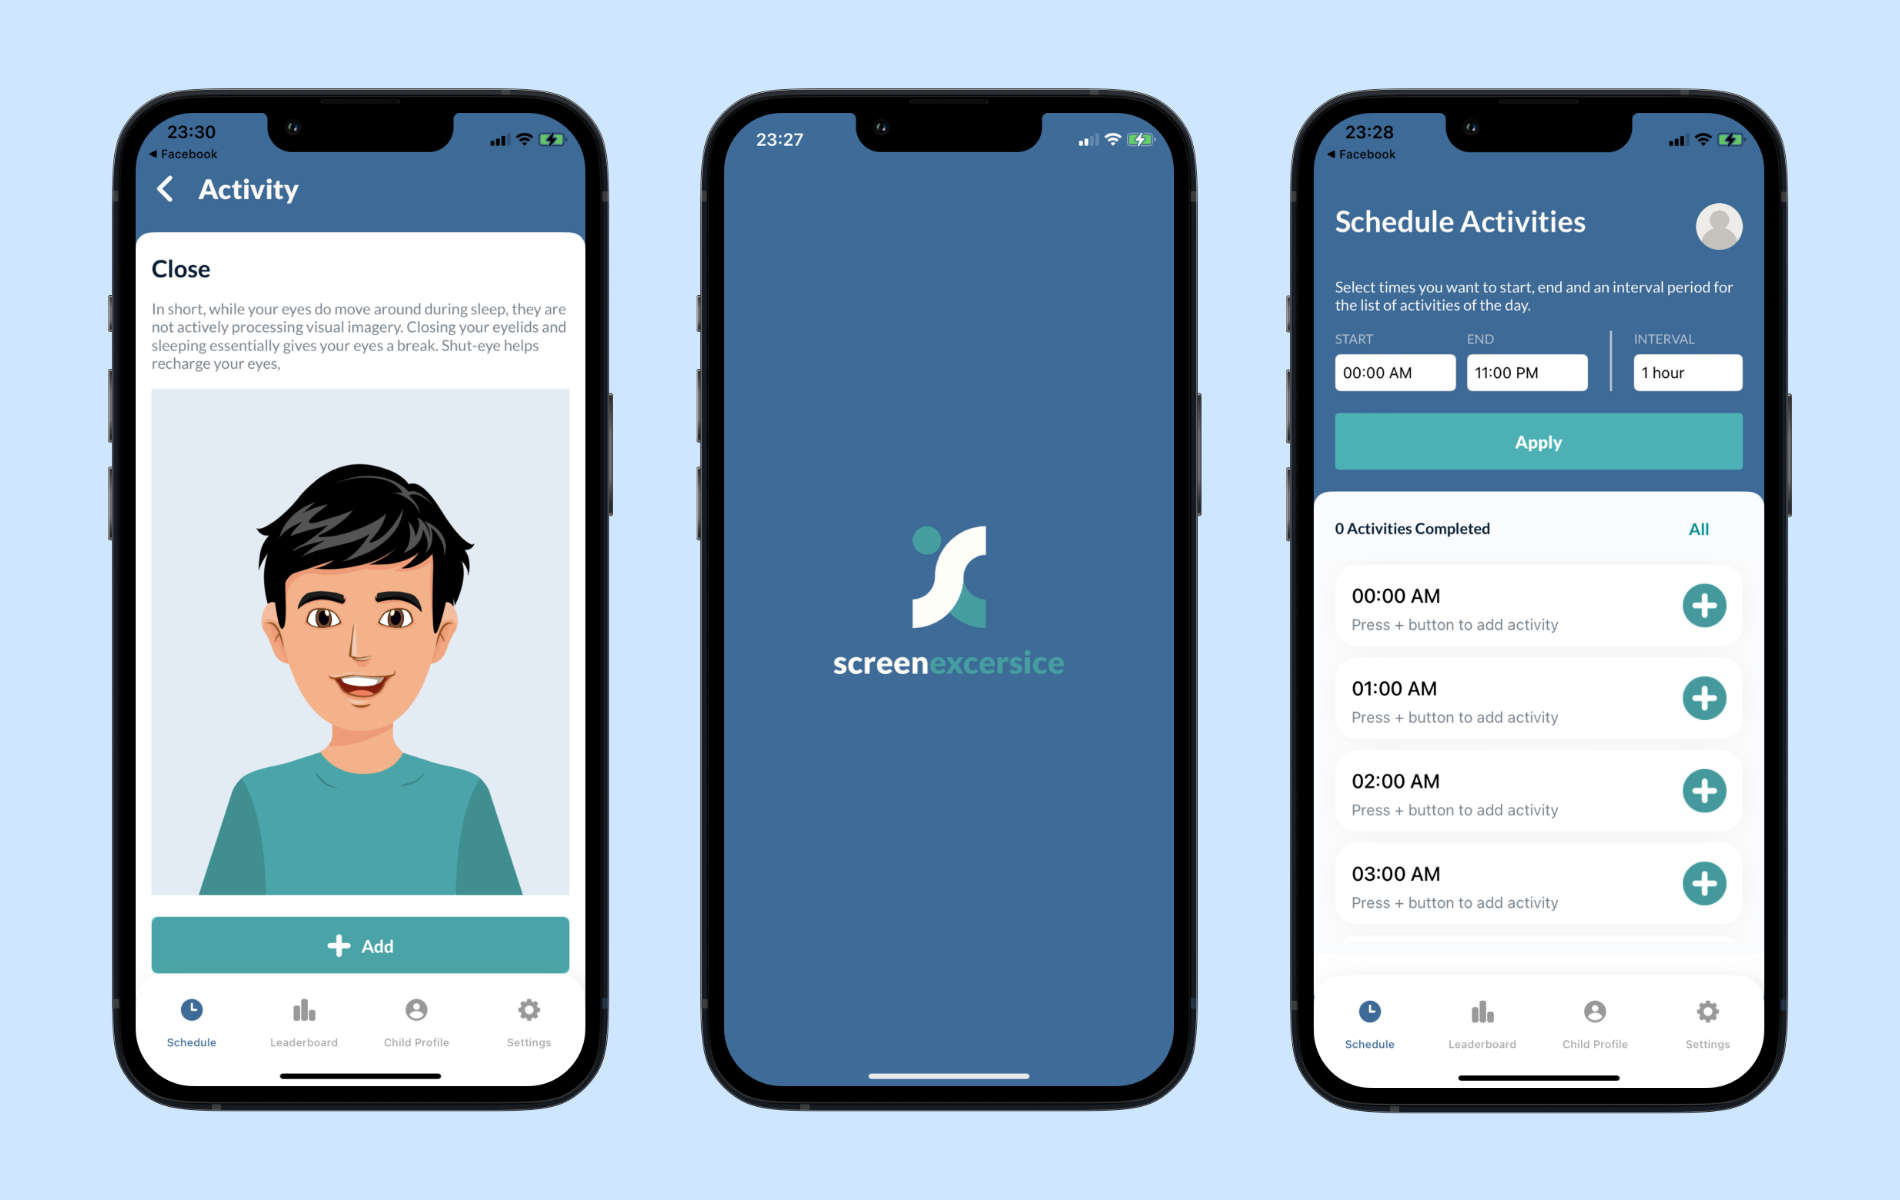 23:30
Facebook
Activity
Close
In short, while your eyes do move around during sleep, they are
not actively processing visual imagery. Closing your eyelids and
sleeping essentially gives your eyes a break. Shut-eye helps
recharge your eyes,
+ Add
Schedule
Leaderboard
Child Profile
Settings
23:27
screenexcersice
23:28
Facebook
Schedule Activities
Select times you want to start, end and an interval period for
the list of activities of the day.
START END INTERVAL
00:00 AM 11:00 PM 1 hour
Apply
0 Activities Completed All
00:00 AM
Press + button to add activity
01:00 AM
Press + button to add activity
02:00 AM
Press + button to add activity
03:00 AM
Press + button to add activity
Schedule
Leaderboard
Child Profile
Settings